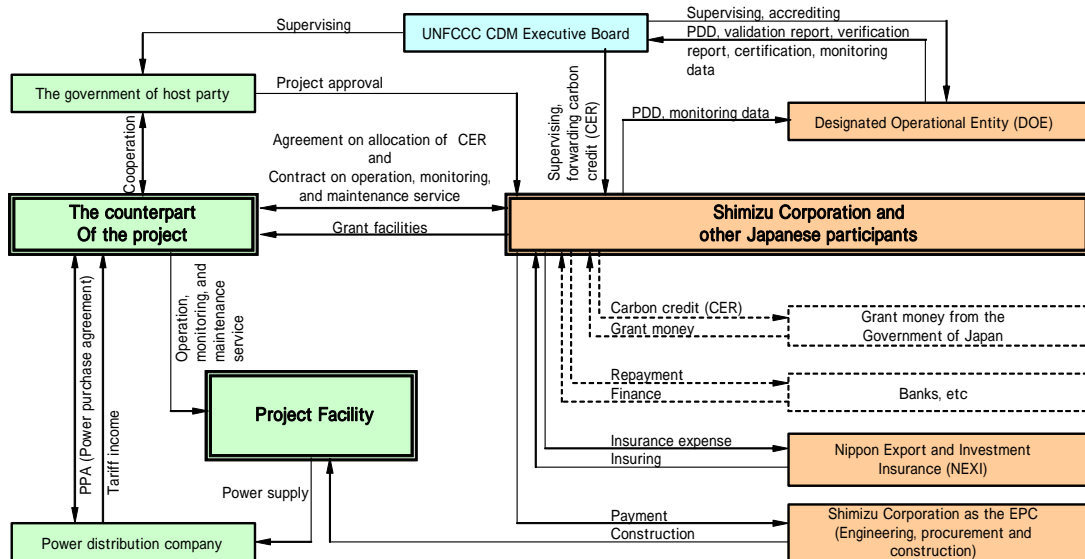 Supervising
UNFCCC CDM Executive Board
Supervising, accrediting
PDD, validation report, verification
report, certification, monitoring
data
The government of host party
Project approval
Supervising,
forwarding carbon
credit (CER)
PDD, monitoring data
Designated Operational Entity (DOE)
Cooperation
Agreement on allocation of CER
and
Contract on operation, monitoring,
and maintenance service
The counterpart
Of the project
Grant facilities
Shimizu Corporation and
other Japanese participants
PPA (Power purchase agreement)
Tariff income
Operation,
monitoring, and
maintenance
service
Carbon credit (CER)
Grant money
Grant money from the
Government of Japan
Repayment
Finance
Banks, etc
Project Facility
Insurance expense
Insuring
Nippon Export and Investment
Insurance (NEXI)
Power supply
Payment
Construction
Shimizu Corporation as the EPC
(Engineering, procurement and
construction)
Power distribution company